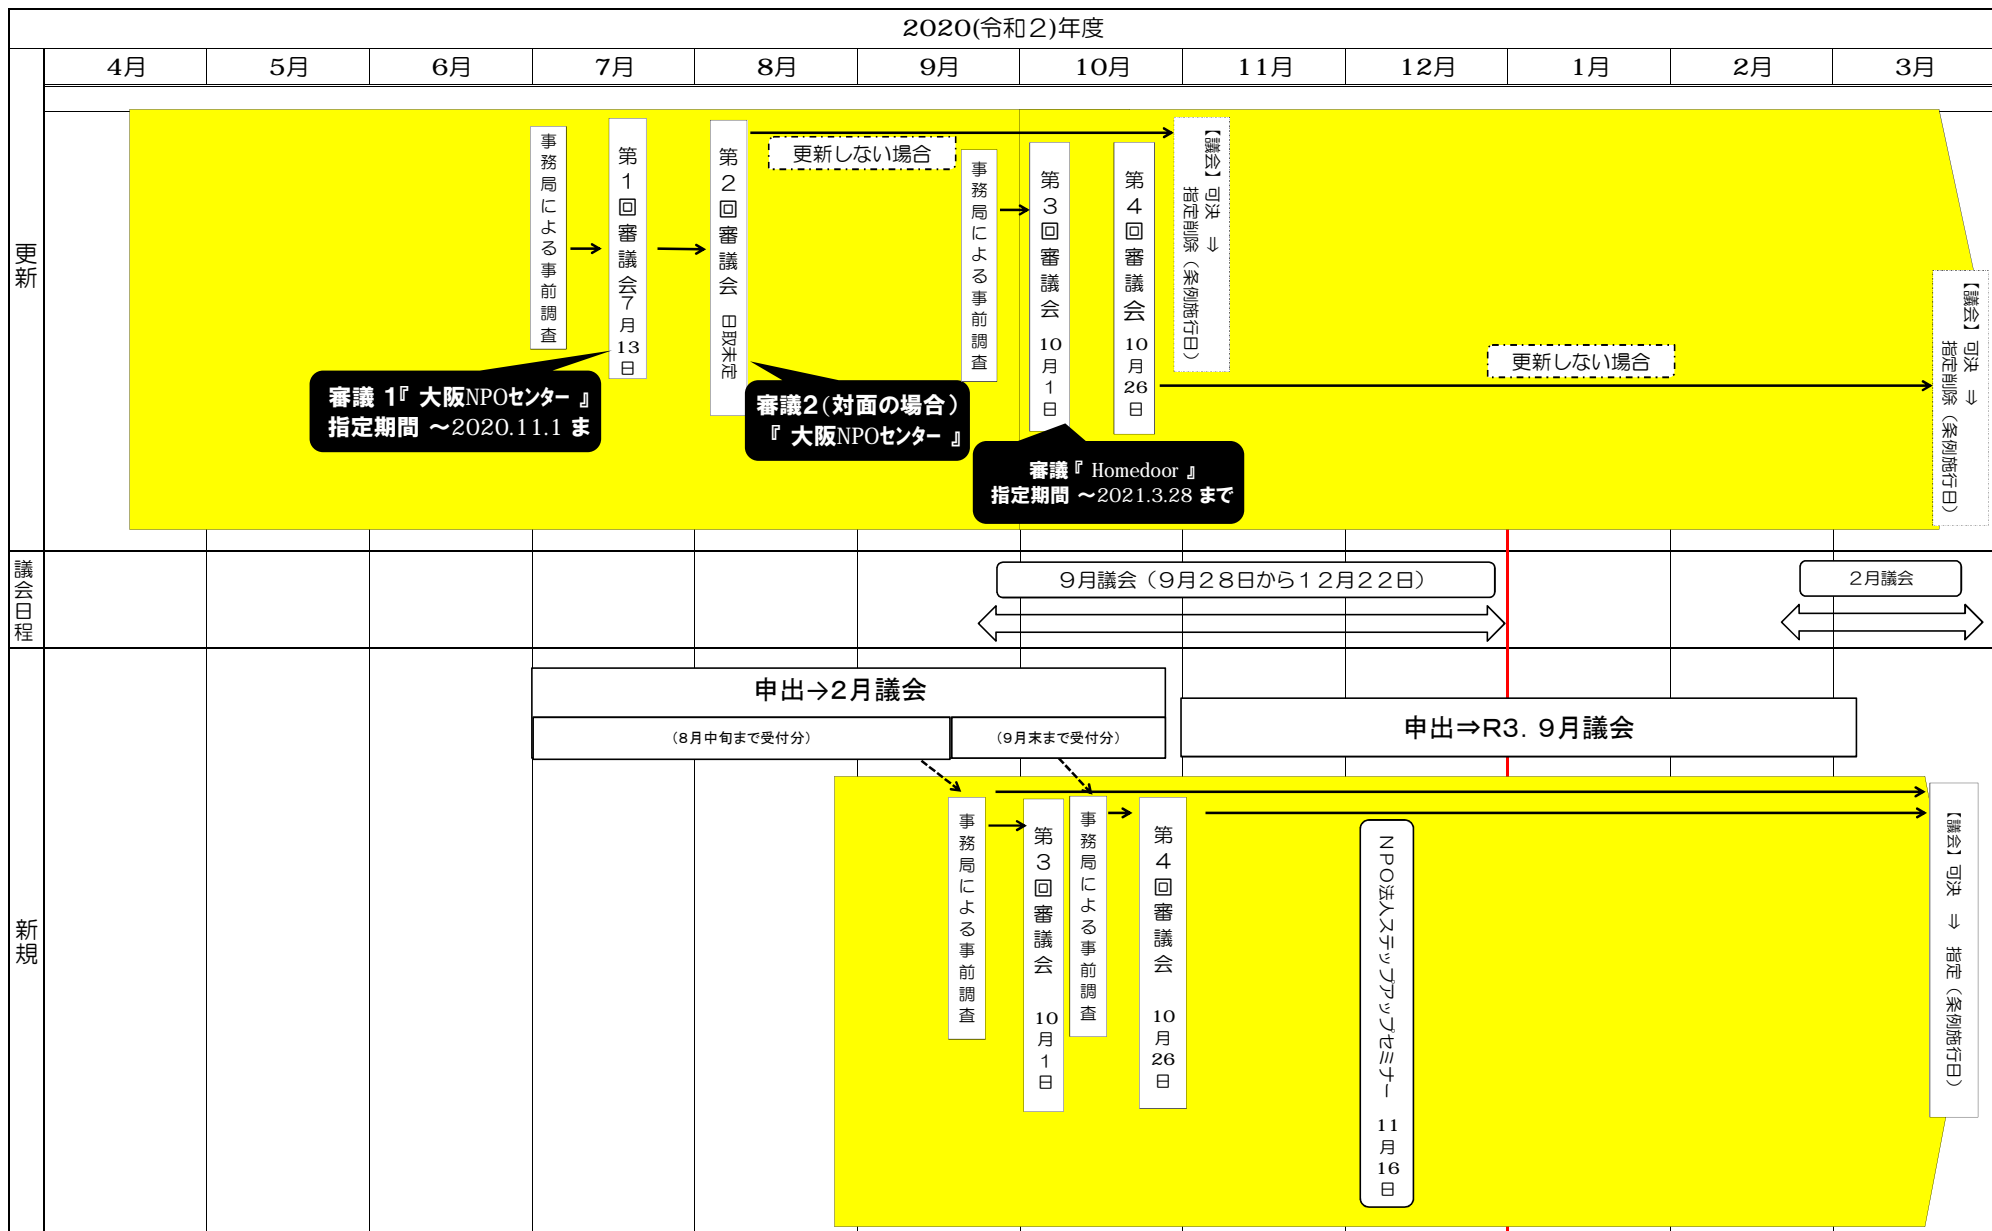 2020(令和２)年度
4月
5月
6月
7月
8月
9月
10月
11月
12月
1月
2月
3月
更新
事務局による事前調査
第１回審議会７月13日
第２回審議会 日取未定
更新しない場合
事務局による事前調査
第３回審議会 10月１日
第４回審議会 10月26日
【議会】可決 ⇒
指定削除（条例施行日）
審議 1『 大阪NPOセンター 』
指定期間 ～2020.11.1 ま
審議2(対面の場合)
『 大阪NPOセンター 』
審議『 Homedoor 』
指定期間 ～2021.3.28 まで
更新しない場合
【議会】可決 ⇒
指定削除（条例施行日）
議会日程
９月議会（９月２８日から１２月２２日）
２月議会
新規
申出→２月議会
（8月中旬まで受付分）
（9月末まで受付分）
申出⇒R３．９月議会
事務局による事前調査
第３回審議会 10月１日
事務局による事前調査
第４回審議会 10月26日
ＮＰＯ法人ステップアップセミナー 11月16日
【議会】可決 ⇒ 指定（条例施行日）